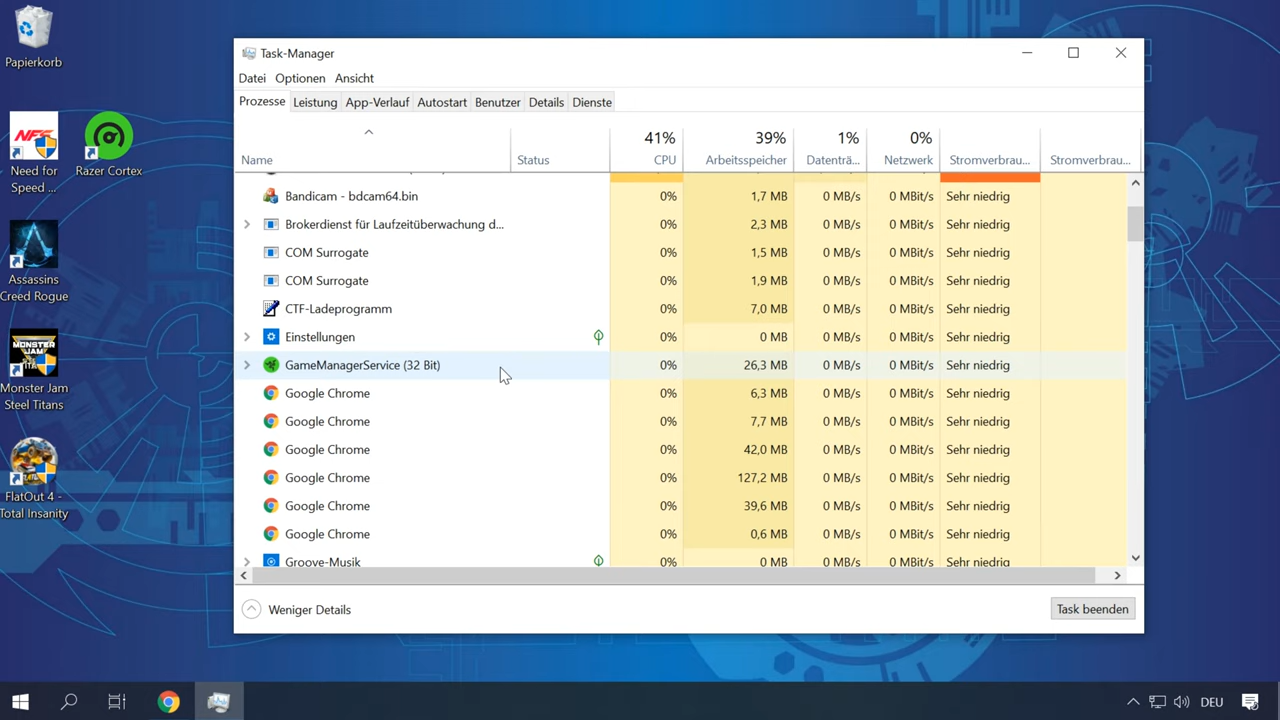 Papierkorb
NFS
Need for
Speed ...
Razer Cortex
Assassins
Creed Rogue
MONSTER
JAM
Monster Jam
Steel Titans
FlatOut 4 -
Total Insanity
Task-Manager
Datei Optionen Ansicht
Prozesse Leistung App-Verlauf Autostart Benutzer Details Dienste
41% 39% 1% 0%
Name Status CPU Arbeitsspeicher Datenträ... Netzwerk Stromverbrau... Stromverbrau...
Bandicam - bdcam64.bin 0% 1,7 MB 0 MB/s 0 MBit/s Sehr niedrig
Brokerdienst für Laufzeitüberwachung d... 0% 2,3 MB 0 MB/s 0 MBit/s Sehr niedrig
COM Surrogate 0% 1,5 MB 0 MB/s 0 MBit/s Sehr niedrig
COM Surrogate 0% 1,9 MB 0 MB/s 0 MBit/s Sehr niedrig
CTF-Ladeprogramm 0% 7,0 MB 0 MB/s 0 MBit/s Sehr niedrig
Einstellungen 0% 0 MB 0 MB/s 0 MBit/s Sehr niedrig
GameManagerService (32 Bit) 0% 26,3 MB 0 MB/s 0 MBit/s Sehr niedrig
Google Chrome 0% 6,3 MB 0 MB/s 0 MBit/s Sehr niedrig
Google Chrome 0% 7,7 MB 0 MB/s 0 MBit/s Sehr niedrig
Google Chrome 0% 42,0 MB 0 MB/s 0 MBit/s Sehr niedrig
Google Chrome 0% 127,2 MB 0 MB/s 0 MBit/s Sehr niedrig
Google Chrome 0% 39,6 MB 0 MB/s 0 MBit/s Sehr niedrig
Google Chrome 0% 0,6 MB 0 MB/s 0 MBit/s Sehr niedrig
Groove-Musik 0% 0 MB 0 MB/s 0 MBit/s Sehr niedrig
Weniger Details Task beenden
DEU